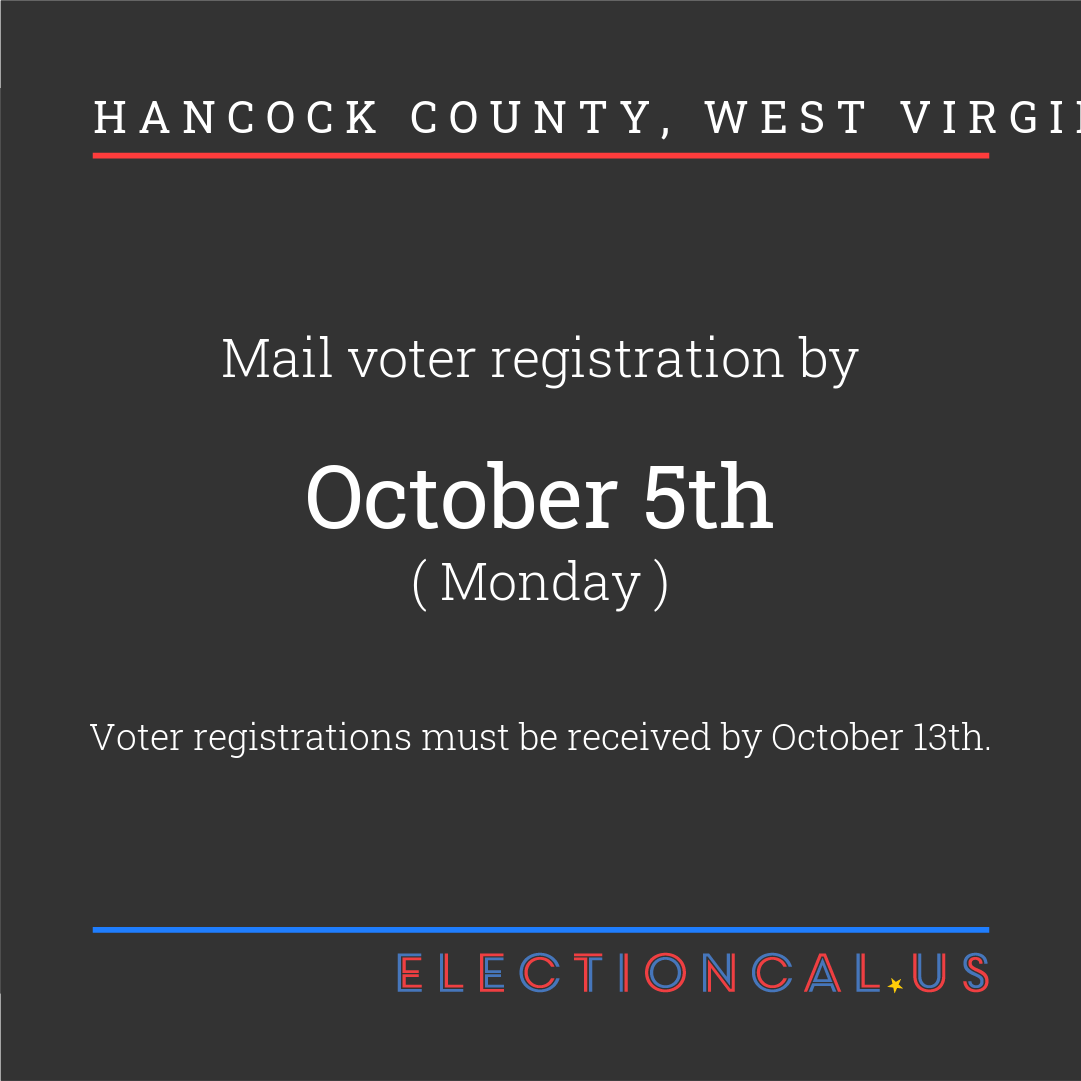 HANCOCK COUNTY, WEST VIRGI
Mail voter registration by
October 5th
( Monday )
Voter registrations must be received by October 13th.
ELECTIONCAL.US